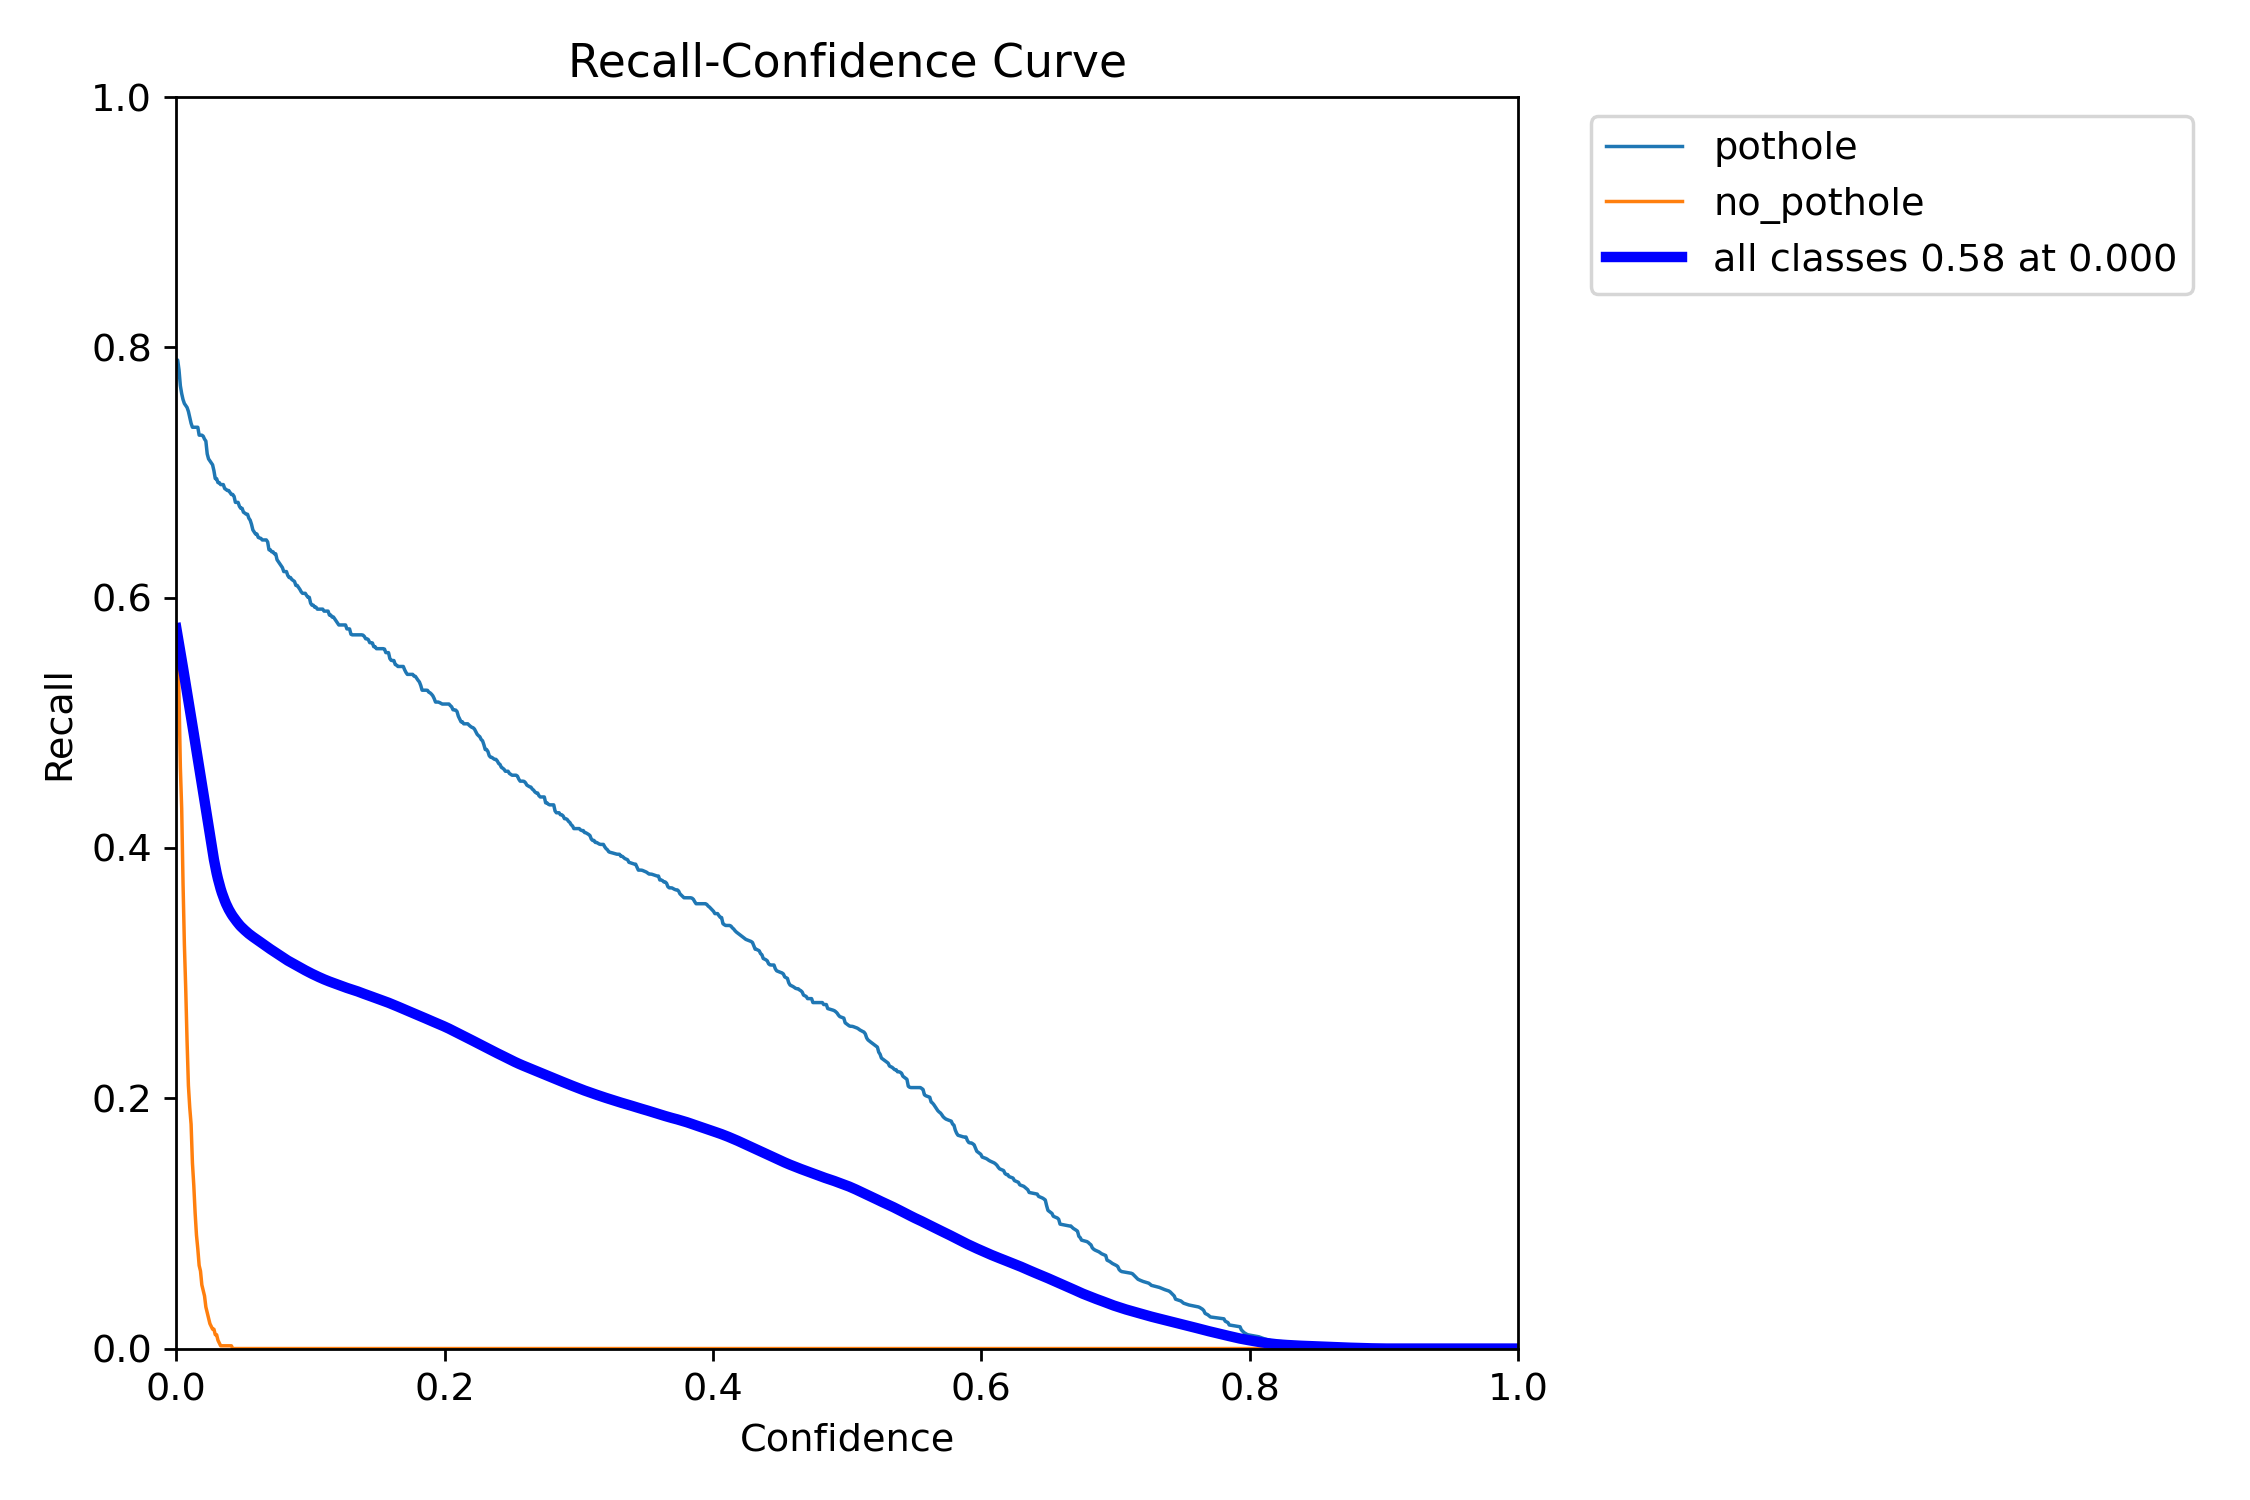 Recall-Confidence Curve
1.0
0.8
0.6
0.4
0.2
0.0
Recall
0.0 0.2 0.4 0.6 0.8 1.0
Confidence
pothole
no_pothole
all classes 0.58 at 0.000